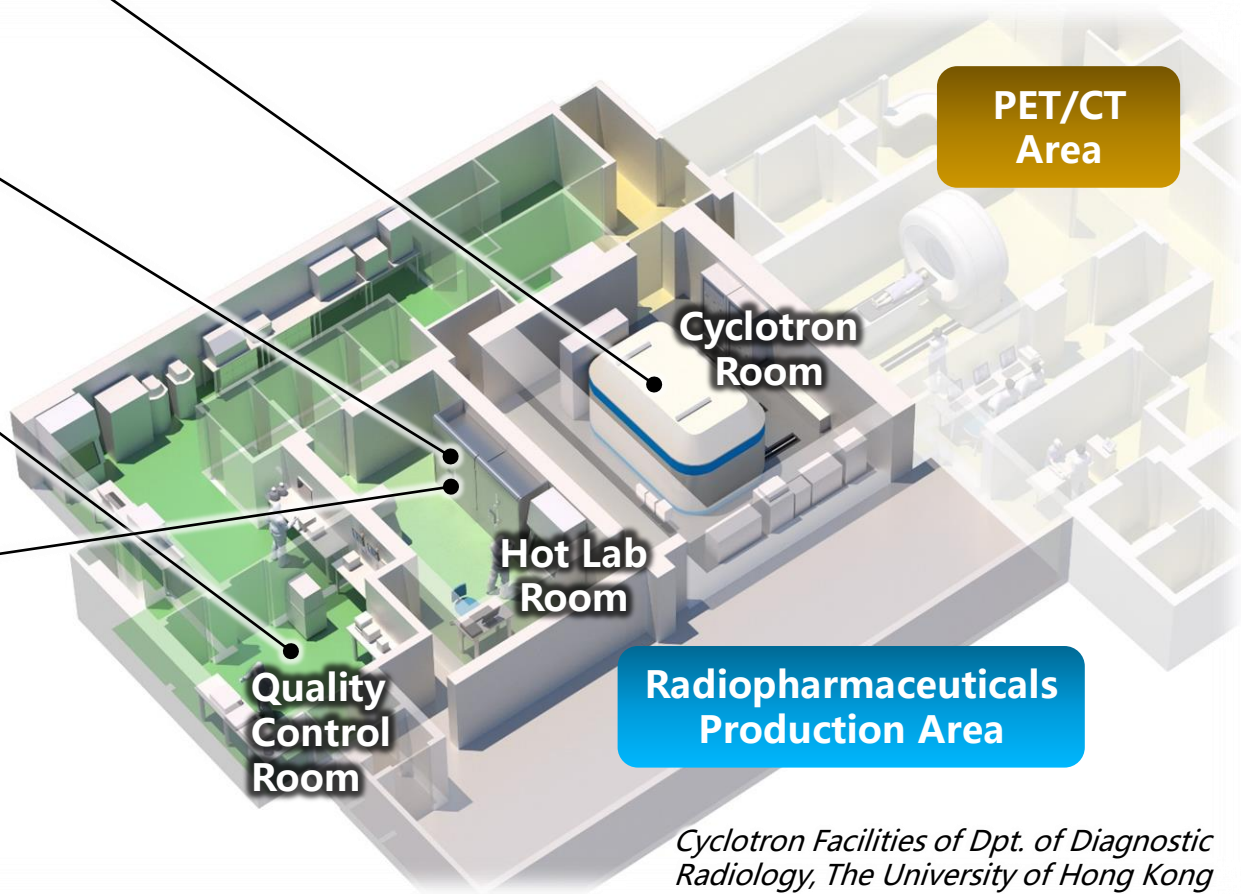 PET/CT
Area
Cyclotron
Room
Hot Lab
Room
Quality
Control
Room
Radiopharmaceuticals
Production Area
Cyclotron Facilities of Dpt. of Diagnostic
Radiology, The University of Hong Kong